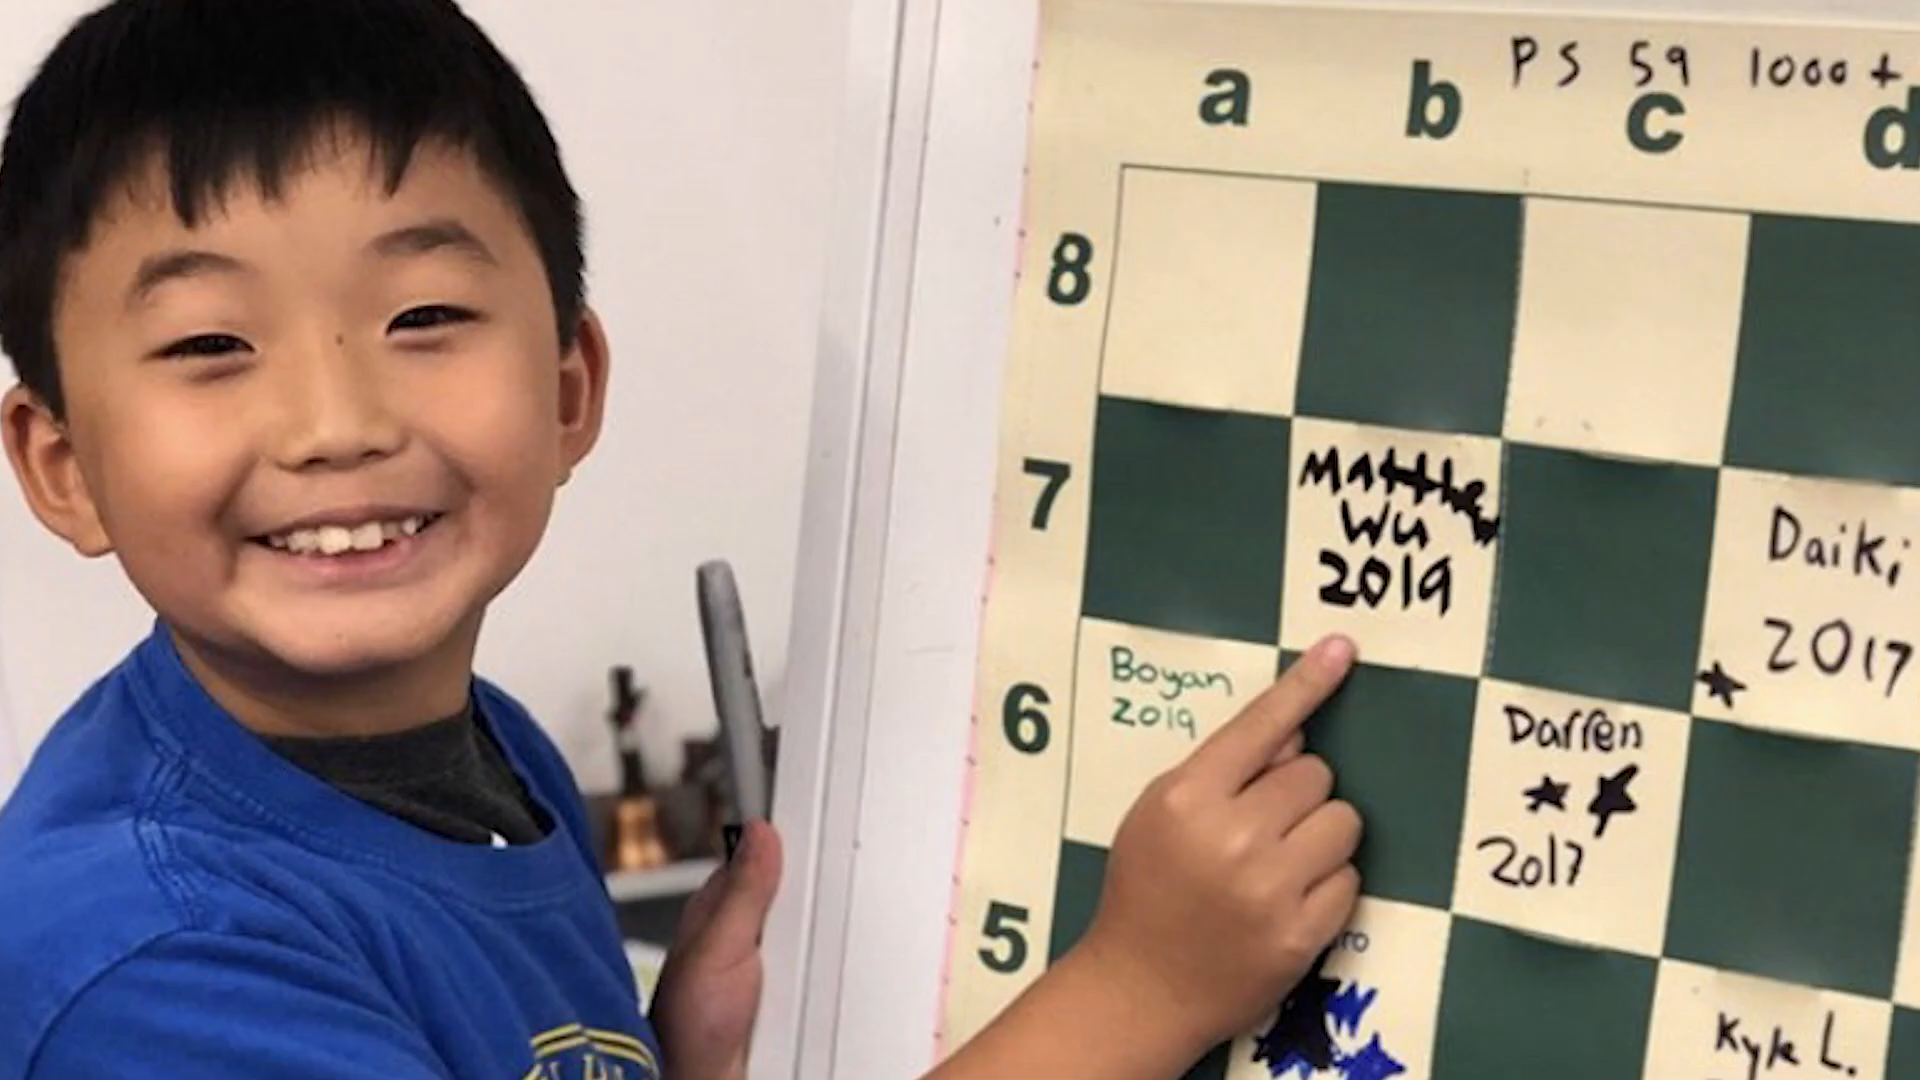 PS 59 1000+
a b c d
8
7
Matthew
Wu
2019
Daiki
2017
6
Boyan
2019
Darren
2017
5
Kyle L.